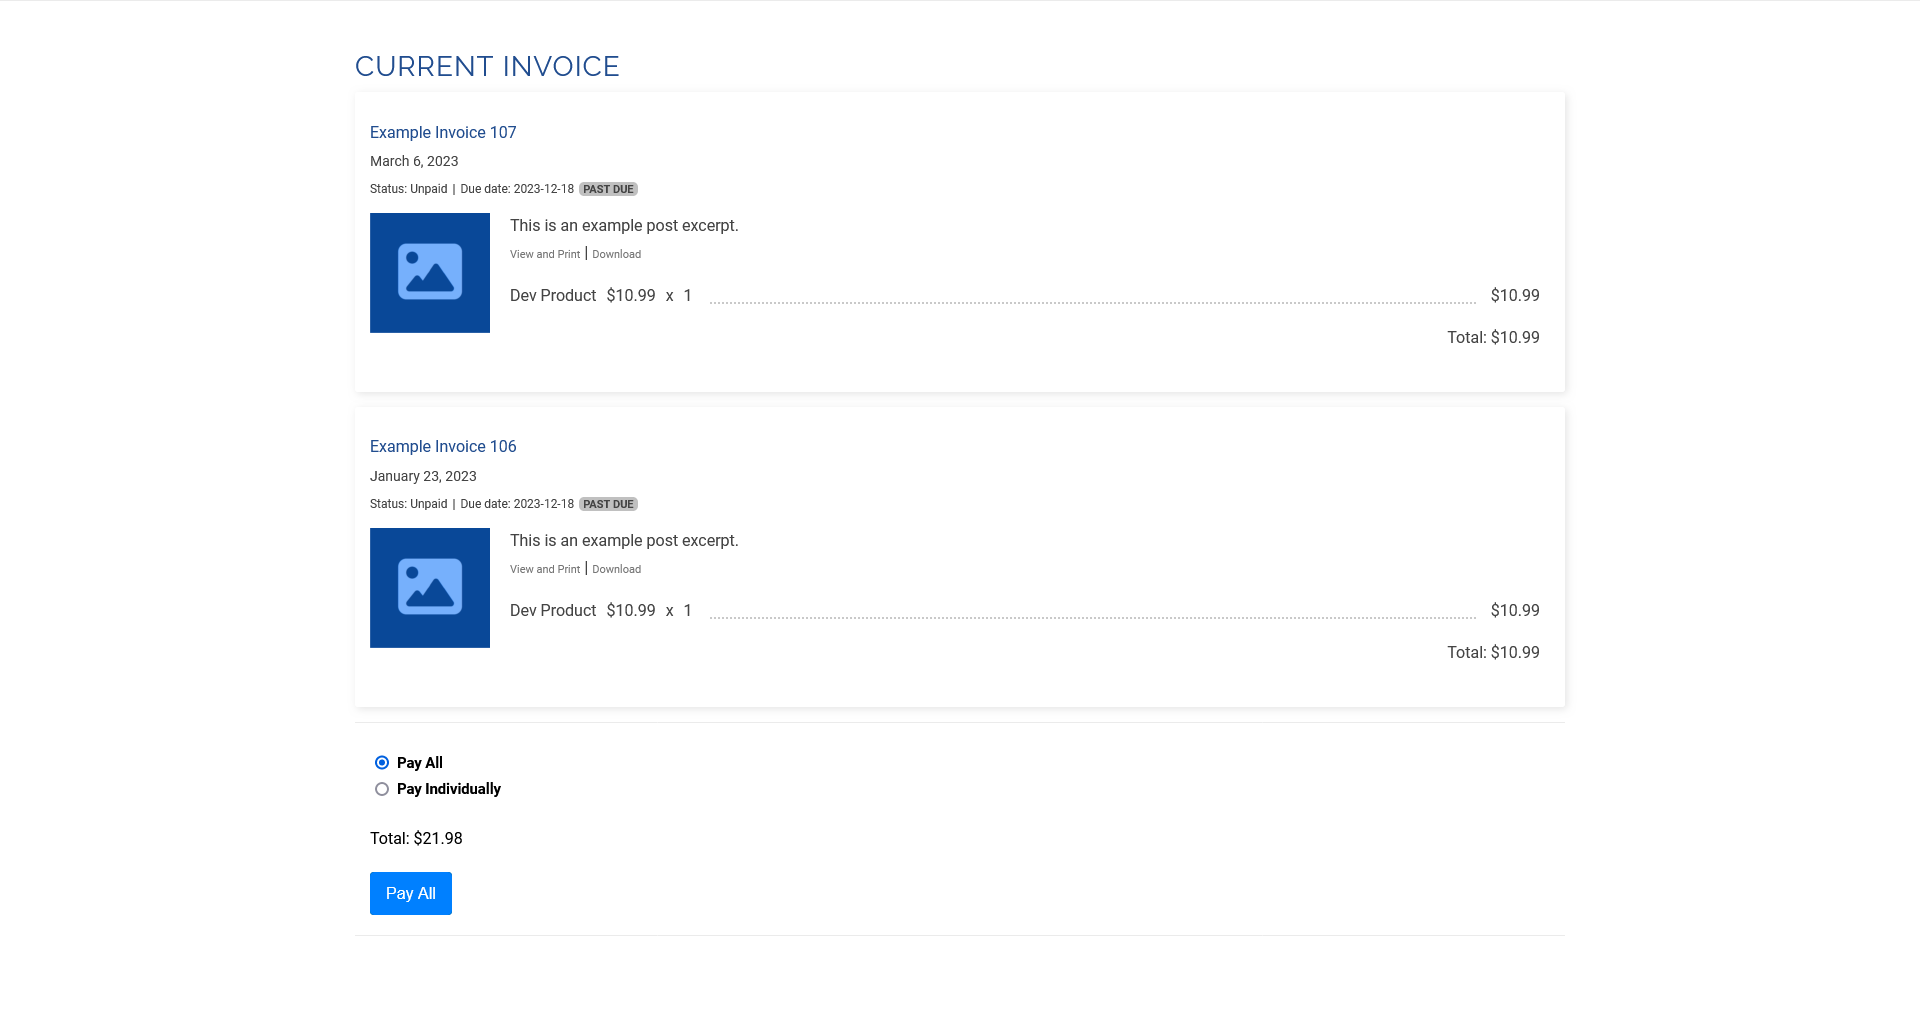 CURRENT INVOICE
Example Invoice 107
March 6, 2023
Status: Unpaid | Due date: 2023-12-18 PAST DUE
This is an example post excerpt.
View and Print | Download
Dev Product $10.99 x 1 $10.99
Total: $10.99
Example Invoice 106
January 23, 2023
Status: Unpaid | Due date: 2023-12-18 PAST DUE
This is an example post excerpt.
View and Print | Download
Dev Product $10.99 x 1 $10.99
Total: $10.99
Pay All
Pay Individually
Total: $21.98
Pay All